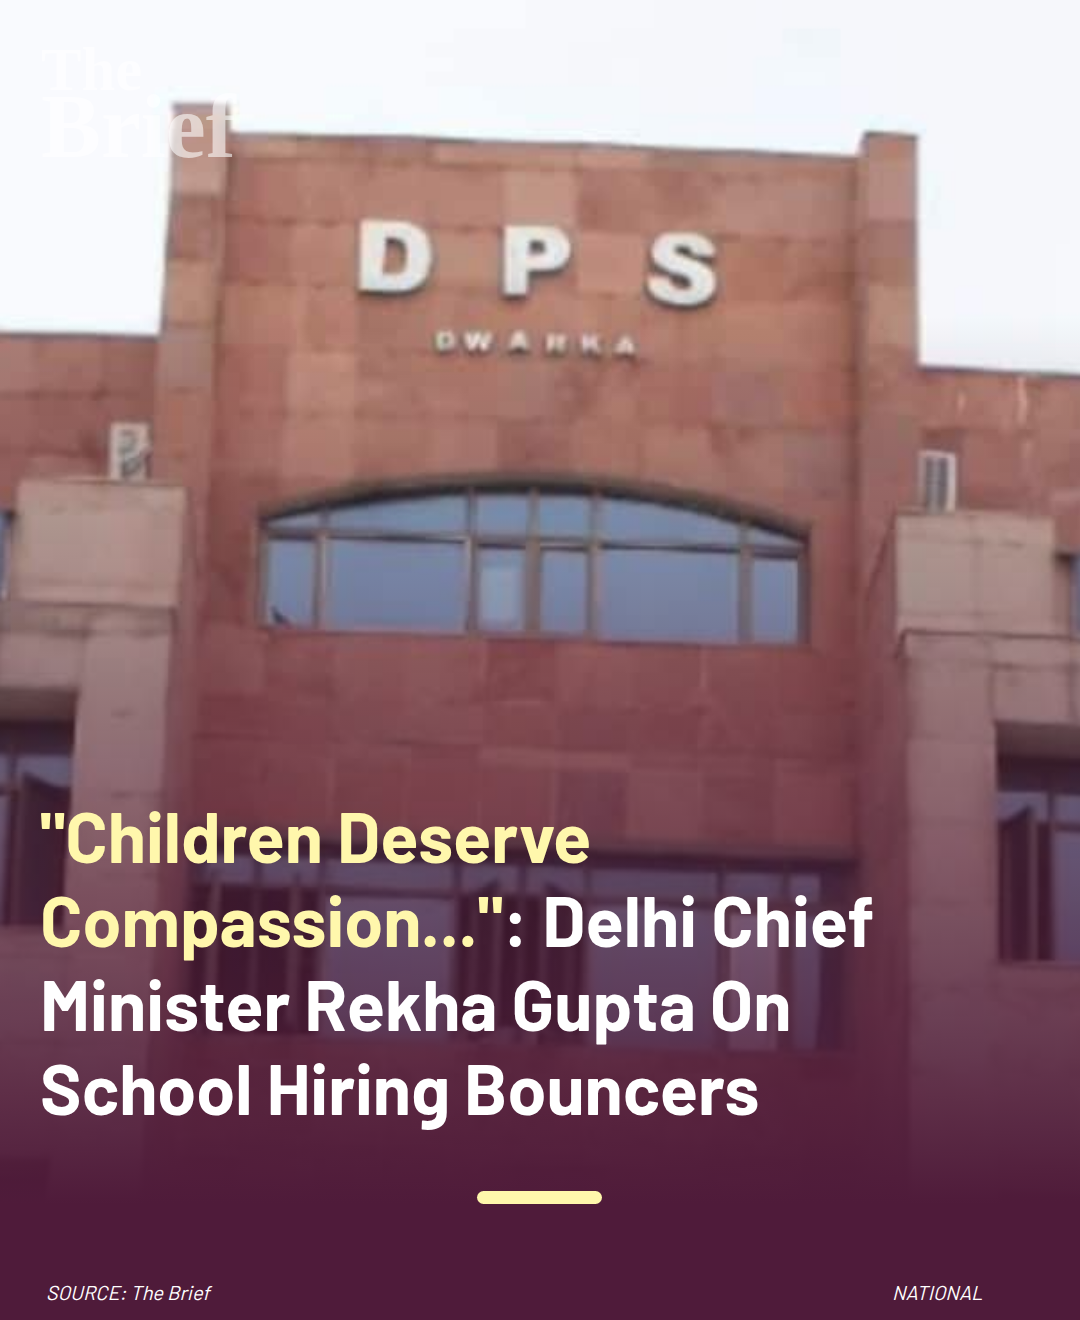 The
Brief
D P S
DWARKA
"Children Deserve
Compassion...": Delhi Chief
Minister Rekha Gupta On
School Hiring Bouncers
SOURCE: The Brief
NATIONAL